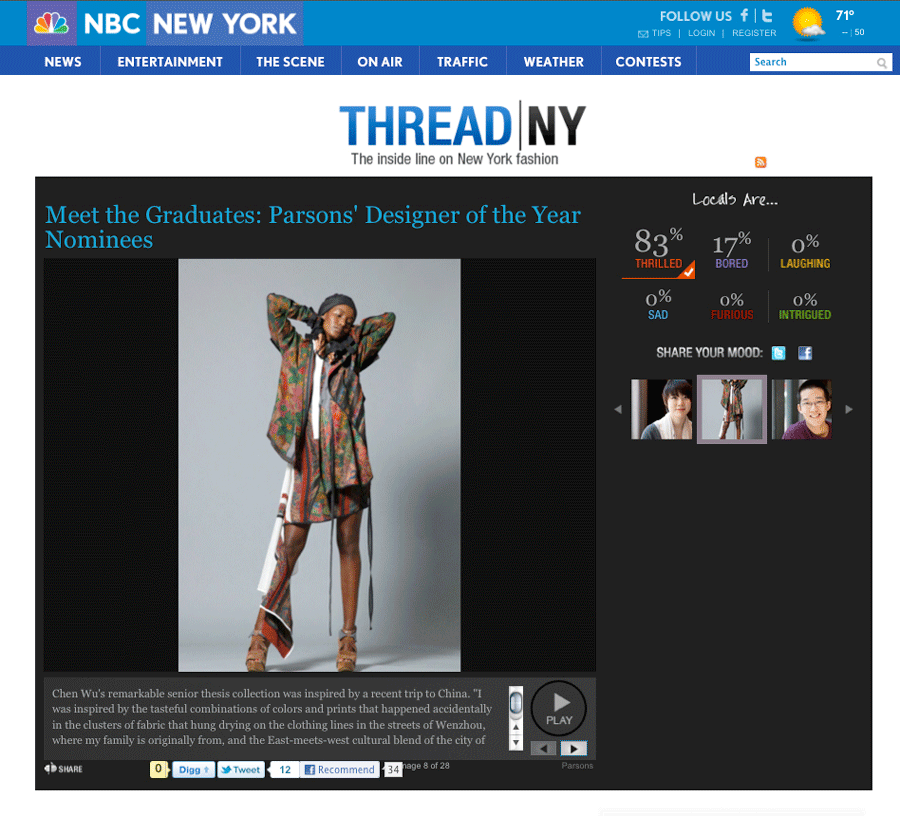 NBC NEW YORK
FOLLOW US
TIPS | LOGIN | REGISTER
71°
-- | 50
NEWS ENTERTAINMENT THE SCENE ON AIR TRAFFIC WEATHER CONTESTS
Search
THREAD|NY
The inside line on New York fashion
Meet the Graduates: Parsons' Designer of the Year
Nominees
Locals Are...
83% 17% 0%
THRILLED BORED LAUGHING
0% 0% 0%
SAD FURIOUS INTRIGUED
SHARE YOUR MOOD:
Chen Wu's remarkable senior thesis collection was inspired by a recent trip to China. "I
was inspired by the tasteful combinations of colors and prints that happened accidentally
in the clusters of fabric that hung drying on the clothing lines in the streets of Wenzhou,
where my family is originally from, and the East-meets-west cultural blend of the city of
PLAY
SHARE 0 Digg Tweet 12 Recommend 34 mage 8 of 28 Parsons